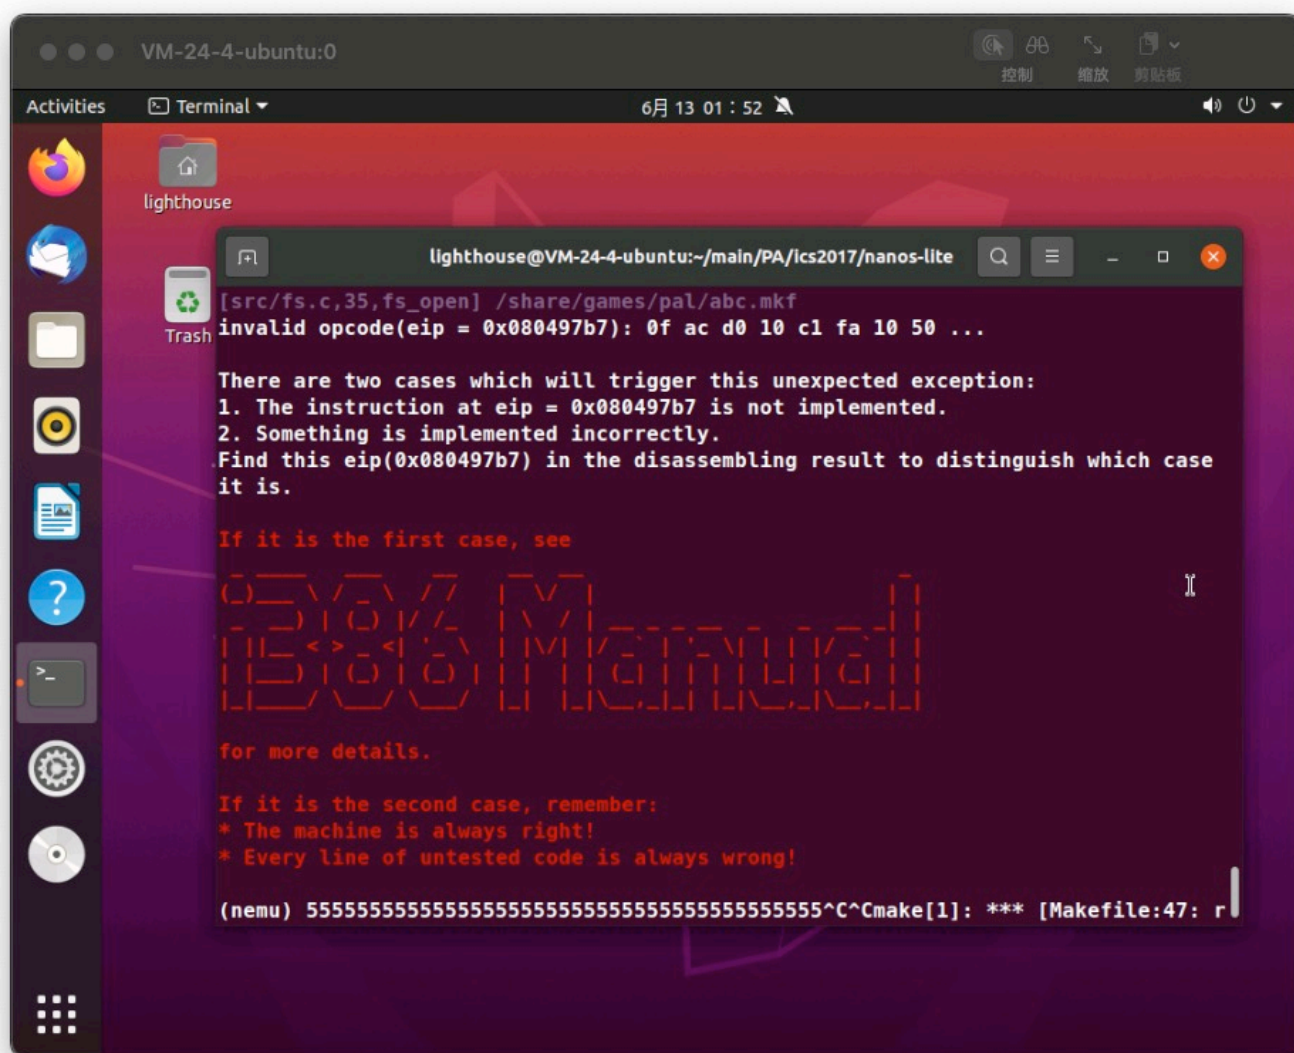 VM-24-4-ubuntu:0
控制
缩放
剪贴板
Activities
Terminal
6月 13 01：52
lighthouse
Trash
lighthouse@VM-24-4-ubuntu:~/main/PA/ics2017/nanos-lite
[src/fs.c,35,fs_open] /share/games/pal/abc.mkf
invalid opcode(eip = 0x080497b7): 0f ac d0 10 c1 fa 10 50 ...
There are two cases which will trigger this unexpected exception:
1. The instruction at eip = 0x080497b7 is not implemented.
2. Something is implemented incorrectly.
Find this eip(0x080497b7) in the disassembling result to distinguish which case
it is.
If it is the first case, see
i386 Manual
for more details.
If it is the second case, remember:
* The machine is always right!
* Every line of untested code is always wrong!
(nemu) 55555555555555555555555555555555555555555^C^Cmake[1]: *** [Makefile:47: r